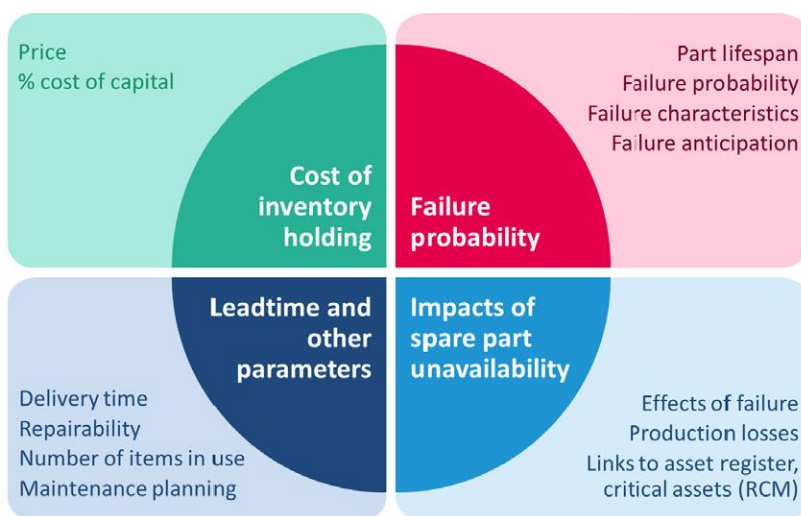 Price
% cost of capital
Cost of
inventory
holding
Part lifespan
Failure probability
Failure characteristics
Failure anticipation
Failure
probability
Leadtime and
other
parameters
Delivery time
Repairability
Number of items in use
Maintenance planning
Impacts of
spare part
unavailability
Effects of failure
Production losses
Links to asset register,
critical assets (RCM)